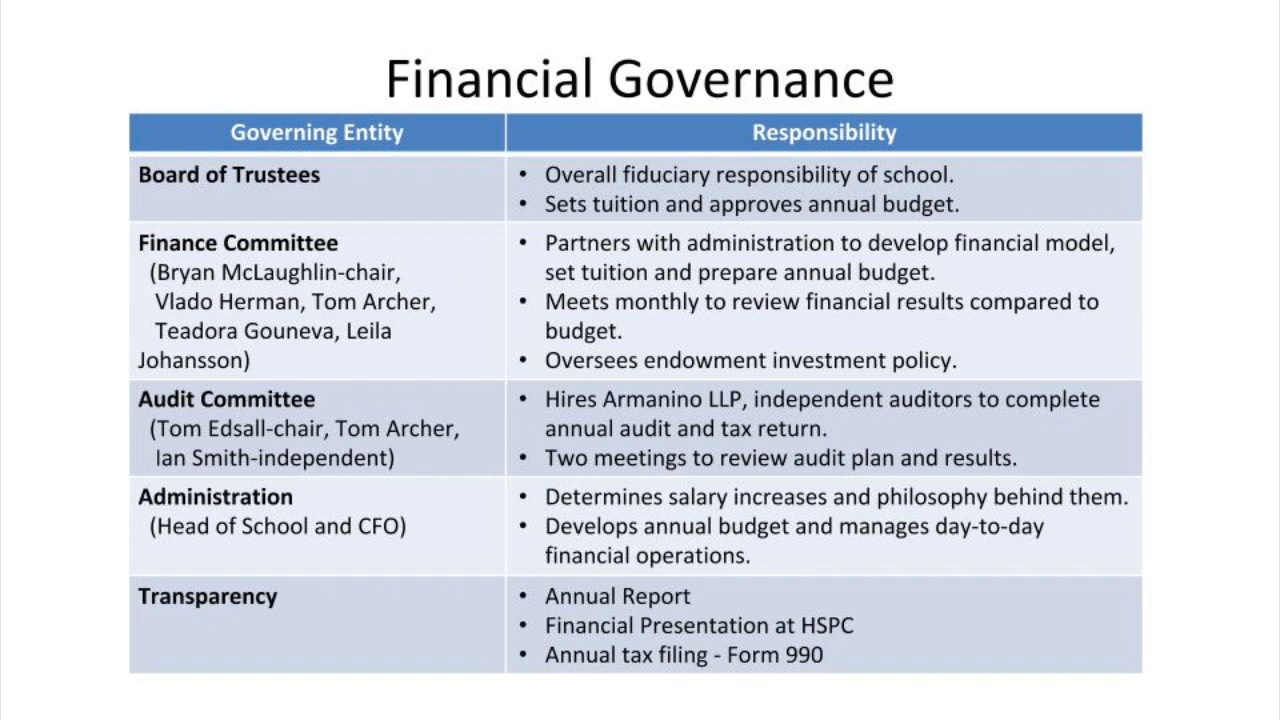 Financial Governance
Governing Entity
Responsibility
Board of Trustees
• Overall fiduciary responsibility of school.
• Sets tuition and approves annual budget.
Finance Committee
(Bryan McLaughlin-chair,
Vlado Herman, Tom Archer,
Teadora Gouneva, Leila
Johansson)
• Partners with administration to develop financial model,
set tuition and prepare annual budget.
• Meets monthly to review financial results compared to
budget.
• Oversees endowment investment policy.
Audit Committee
(Tom Edsall-chair, Tom Archer,
Ian Smith-independent)
• Hires Armanino LLP, independent auditors to complete
annual audit and tax return.
• Two meetings to review audit plan and results.
Administration
(Head of School and CFO)
• Determines salary increases and philosophy behind them.
• Develops annual budget and manages day-to-day
financial operations.
Transparency
• Annual Report
• Financial Presentation at HSPC
• Annual tax filing - Form 990